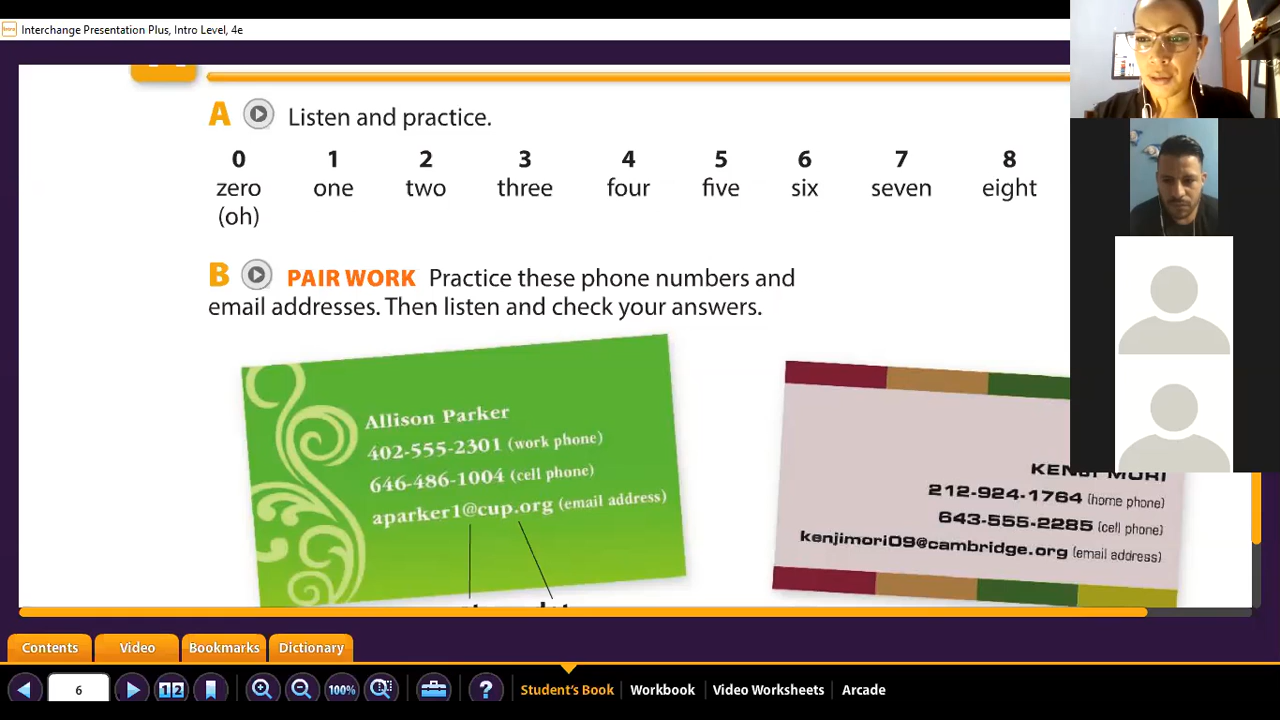 Interchange Presentation Plus, Intro Level, 4e
A Listen and practice.
0 1 2 3 4 5 6 7 8
zero one two three four five six seven eight
(oh)
B PAIR WORK Practice these phone numbers and
email addresses. Then listen and check your answers.
Allison Parker
402-555-2301 (work phone)
646-486-1004 (cell phone)
aparker1@cup.org (email address)
KENJI MORI
212-924-1764 (home phone)
643-555-2285 (cell phone)
kenjimori09@cambridge.org (email address)
Contents Video Bookmarks Dictionary
6 12 100% ? Student's Book Workbook Video Worksheets Arcade